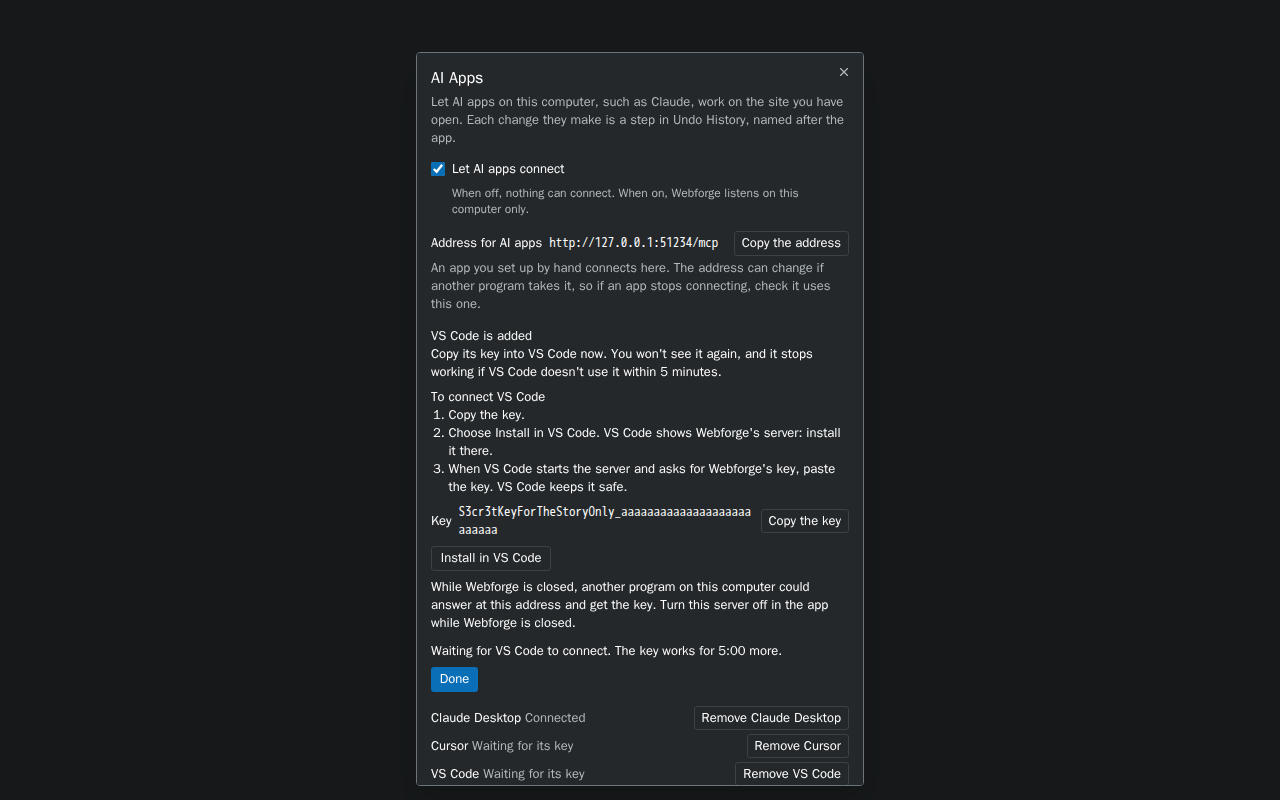 AI Apps
Let AI apps on this computer, such as Claude, work on the site you have
open. Each change they make is a step in Undo History, named after the
app.
Let AI apps connect
When off, nothing can connect. When on, Webforge listens on this
computer only.
Address for AI apps http://127.0.0.1:51234/mcp Copy the address
An app you set up by hand connects here. The address can change if
another program takes it, so if an app stops connecting, check it uses
this one.
VS Code is added
Copy its key into VS Code now. You won't see it again, and it stops
working if VS Code doesn't use it within 5 minutes.
To connect VS Code
1. Copy the key.
2. Choose Install in VS Code. VS Code shows Webforge's server: install
it there.
3. When VS Code starts the server and asks for Webforge's key, paste
the key. VS Code keeps it safe.
Key S3cr3tKeyForTheStoryOnly_aaaaaaaaaaaaaaaaaaaa Copy the key
aaaaaa
Install in VS Code
While Webforge is closed, another program on this computer could
answer at this address and get the key. Turn this server off in the app
while Webforge is closed.
Waiting for VS Code to connect. The key works for 5:00 more.
Done
Claude Desktop Connected Remove Claude Desktop
Cursor Waiting for its key Remove Cursor
VS Code Waiting for its key Remove VS Code